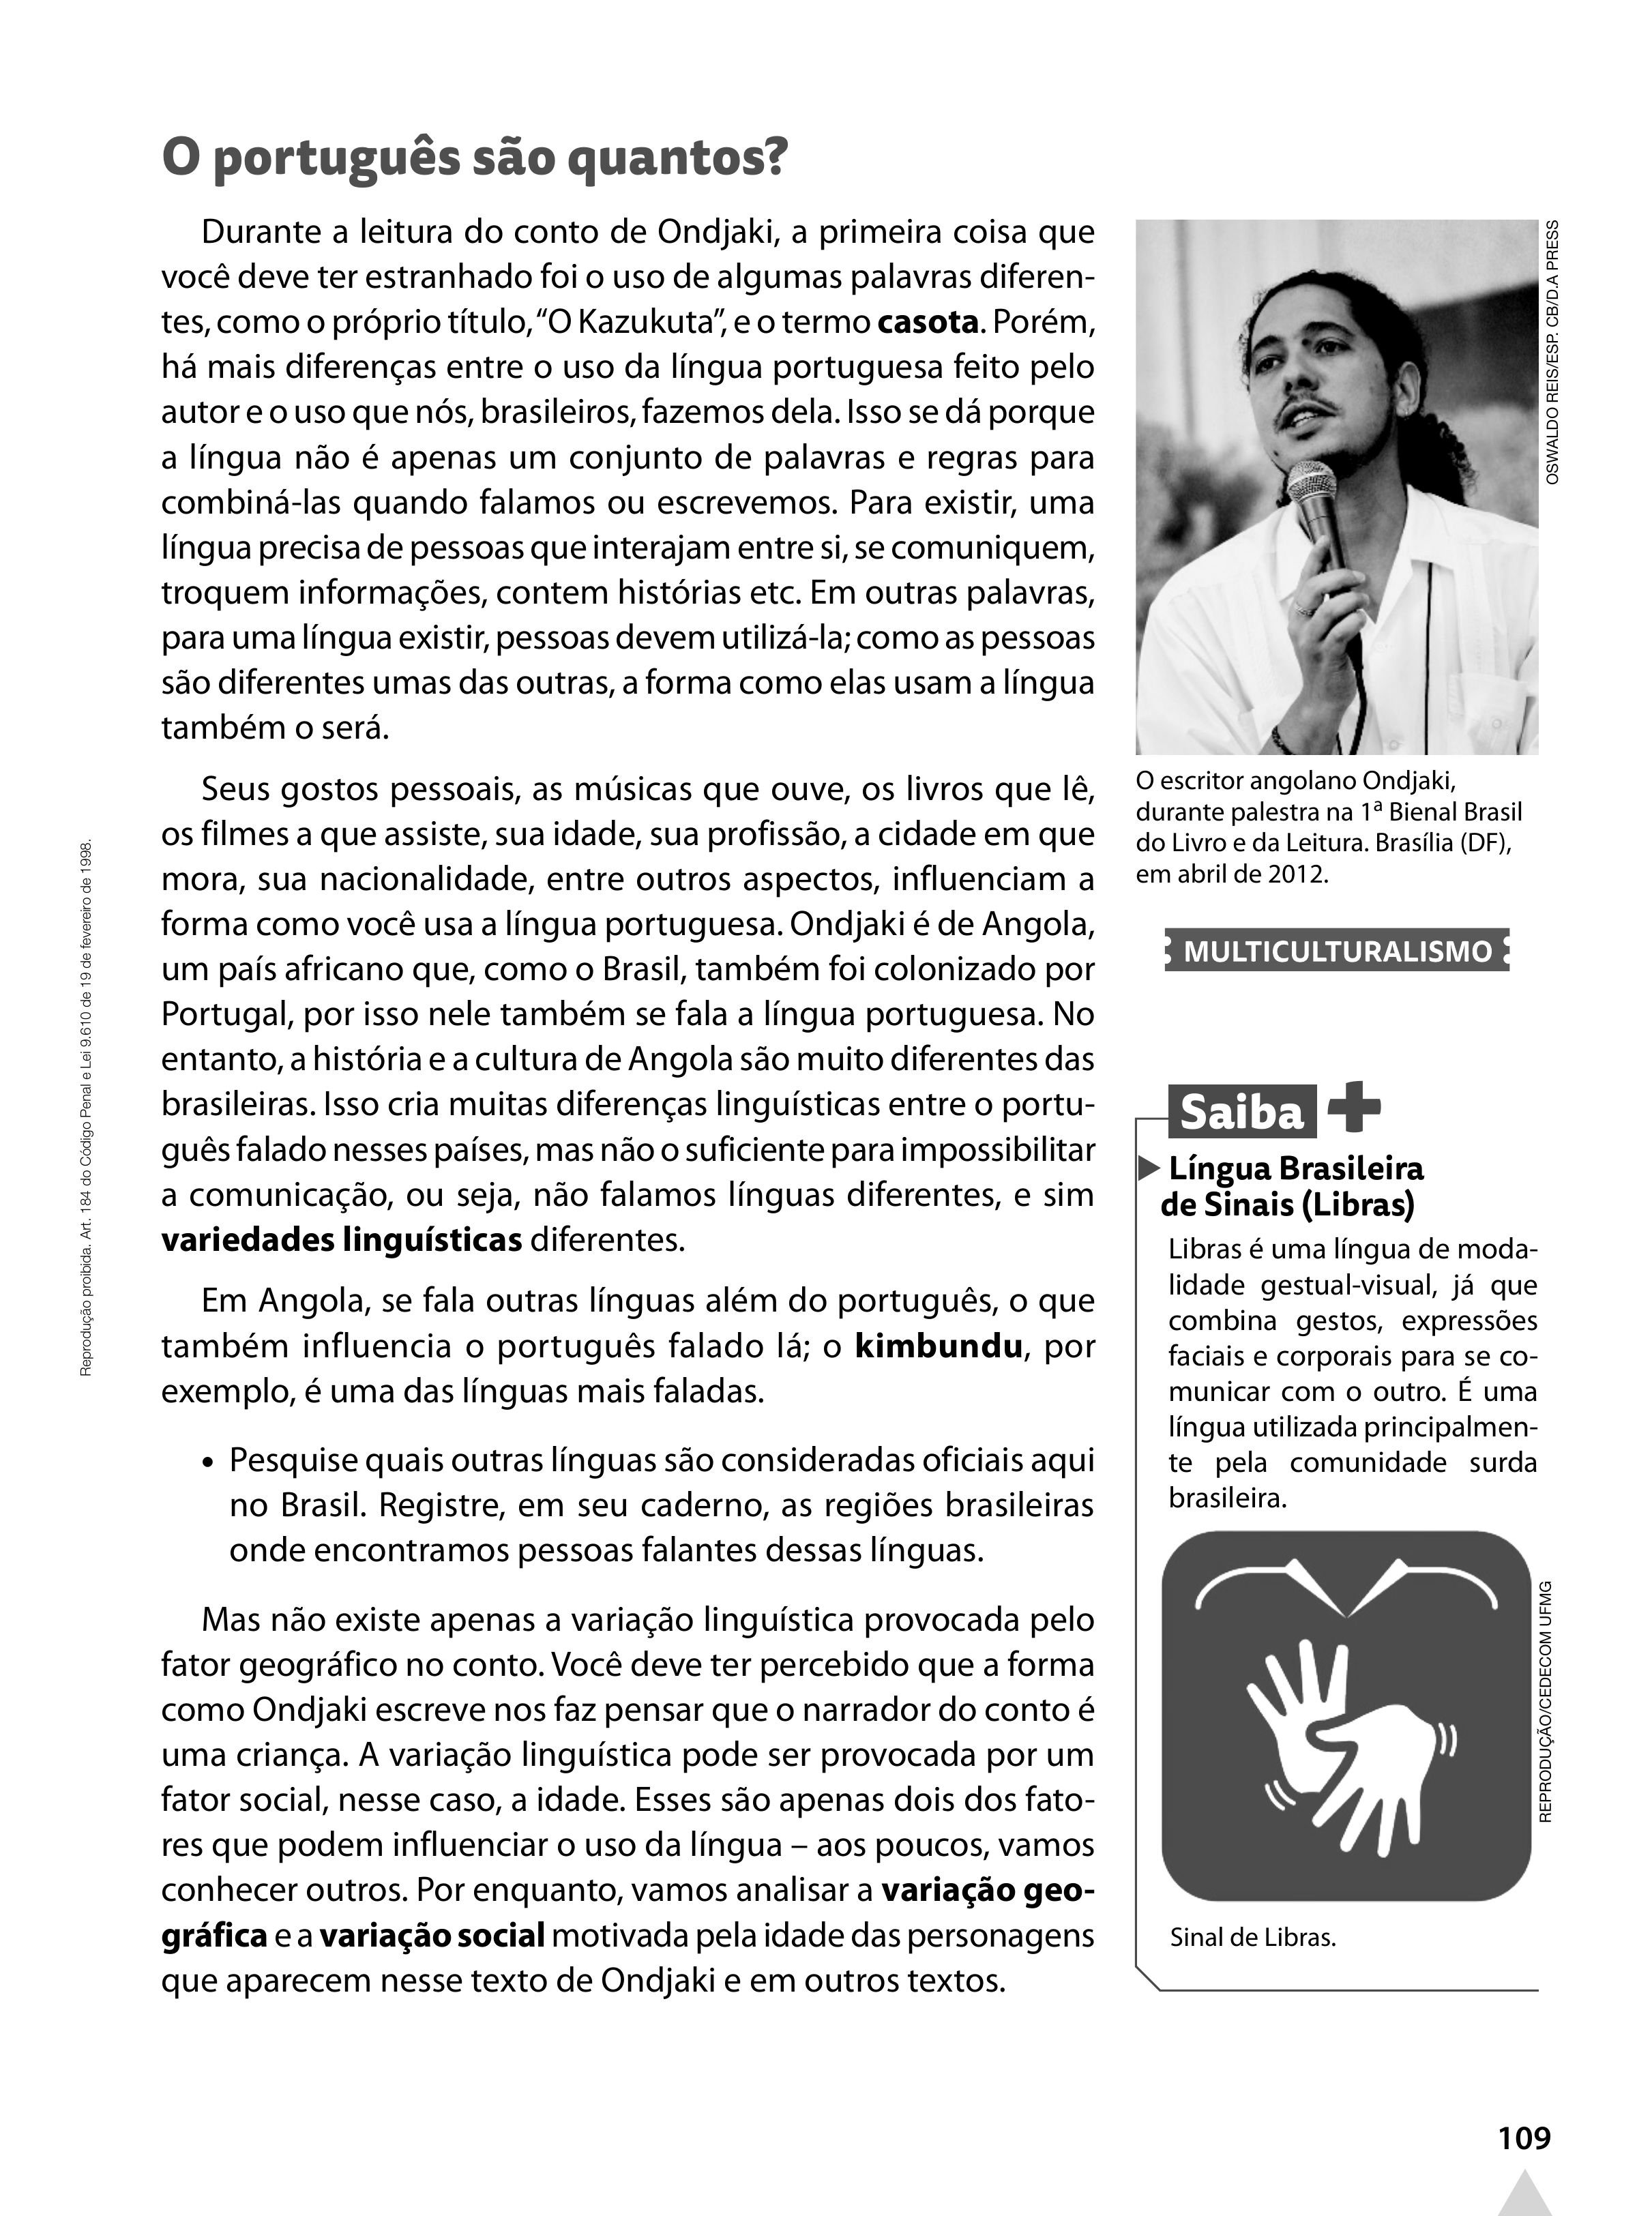 O português são quantos?
Durante a leitura do conto de Ondjaki, a primeira coisa que
você deve ter estranhado foi o uso de algumas palavras diferen-
tes, como o próprio título, “O Kazukuta”, e o termo casota. Porém,
há mais diferenças entre o uso da língua portuguesa feito pelo
autor e o uso que nós, brasileiros, fazemos dela. Isso se dá porque
a língua não é apenas um conjunto de palavras e regras para
combiná-las quando falamos ou escrevemos. Para existir, uma
língua precisa de pessoas que interajam entre si, se comuniquem,
troquem informações, contem histórias etc. Em outras palavras,
para uma língua existir, pessoas devem utilizá-la; como as pessoas
são diferentes umas das outras, a forma como elas usam a língua
também o será.
Seus gostos pessoais, as músicas que ouve, os livros que lê,
os filmes a que assiste, sua idade, sua profissão, a cidade em que
mora, sua nacionalidade, entre outros aspectos, influenciam a
forma como você usa a língua portuguesa. Ondjaki é de Angola,
um país africano que, como o Brasil, também foi colonizado por
Portugal, por isso nele também se fala a língua portuguesa. No
entanto, a história e a cultura de Angola são muito diferentes das
brasileiras. Isso cria muitas diferenças linguísticas entre o portu-
guês falado nesses países, mas não o suficiente para impossibilitar
a comunicação, ou seja, não falamos línguas diferentes, e sim
variedades linguísticas diferentes.
Em Angola, se fala outras línguas além do português, o que
também influencia o português falado lá; o kimbundu, por
exemplo, é uma das línguas mais faladas.
• Pesquise quais outras línguas são consideradas oficiais aqui
no Brasil. Registre, em seu caderno, as regiões brasileiras
onde encontramos pessoas falantes dessas línguas.
Mas não existe apenas a variação linguística provocada pelo
fator geográfico no conto. Você deve ter percebido que a forma
como Ondjaki escreve nos faz pensar que o narrador do conto é
uma criança. A variação linguística pode ser provocada por um
fator social, nesse caso, a idade. Esses são apenas dois dos fato-
res que podem influenciar o uso da língua – aos poucos, vamos
conhecer outros. Por enquanto, vamos analisar a variação geo-
gráfica e a variação social motivada pela idade das personagens
que aparecem nesse texto de Ondjaki e em outros textos.
OSWALDO REIS/ESP. CB/D.A PRESS
O escritor angolano Ondjaki,
durante palestra na 1ª Bienal Brasil
do Livro e da Leitura. Brasília (DF),
em abril de 2012.
MULTICULTURALISMO
Saiba +
Língua Brasileira
de Sinais (Libras)
Libras é uma língua de moda-
lidade gestual-visual, já que
combina gestos, expressões
faciais e corporais para se co-
municar com o outro. É uma
língua utilizada principalmen-
te pela comunidade surda
brasileira.
REPRODUÇÃO/CEDECOM UFMG
Sinal de Libras.
Reprodução proibida. Art. 184 do Código Penal e Lei 9.610 de 19 de fevereiro de 1998.
109